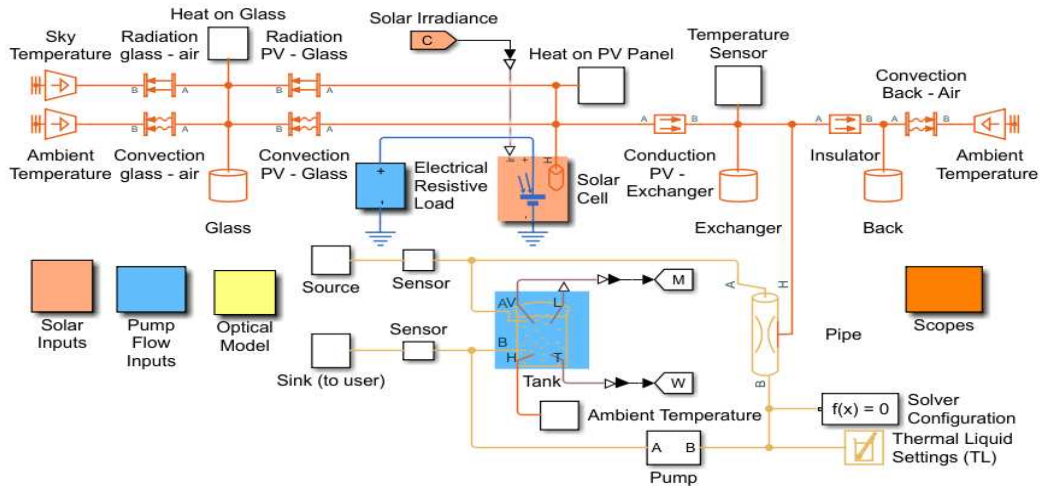 Heat on Glass
Solar Irradiance
C
Sky
Temperature
Radiation
glass - air
Radiation
PV - Glass
Heat on PV Panel
Temperature
Sensor
Convection
Back - Air
B A
B A
A B
B A
B A
A B
A B
Ambient
Temperature
Convection
glass - air
Convection
PV - Glass
Electrical
Resistive
Load
+
-
+
-
H
Solar
Cell
Conduction
PV -
Exchanger
Insulator
Ambient
Temperature
Glass
Exchanger
Back
Source
Sensor
A V L
B
H T
M
W
Tank
Sensor
Sink (to user)
Ambient Temperature
A H
B
Pipe
Solar
Inputs
Pump
Flow
Inputs
Optical
Model
Scopes
f(x) = 0
Solver
Configuration
Thermal Liquid
Settings (TL)
A B
Pump